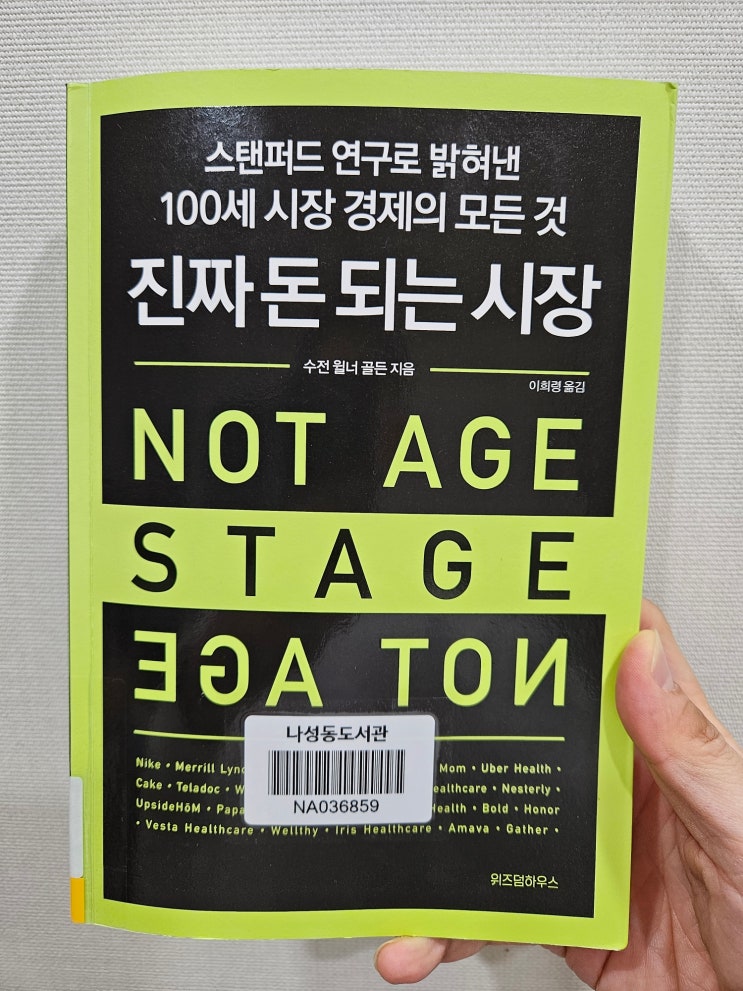 스탠퍼드 연구로 밝혀낸
100세 시장 경제의 모든 것
진짜 돈 되는 시장
수전 윌너 골든 지음
이희령 옮김
NOT AGE
STAGE
NOT AGE
나성동도서관
NA036859
Nike • Merrill Mom • Uber Health •
Cake • Teladoc • Nesterly •
UpsideHōM • Health • Bold • Honor
• Vesta Healthcare • Wellthy • Iris Healthcare • Amava • Gather •
위즈덤하우스